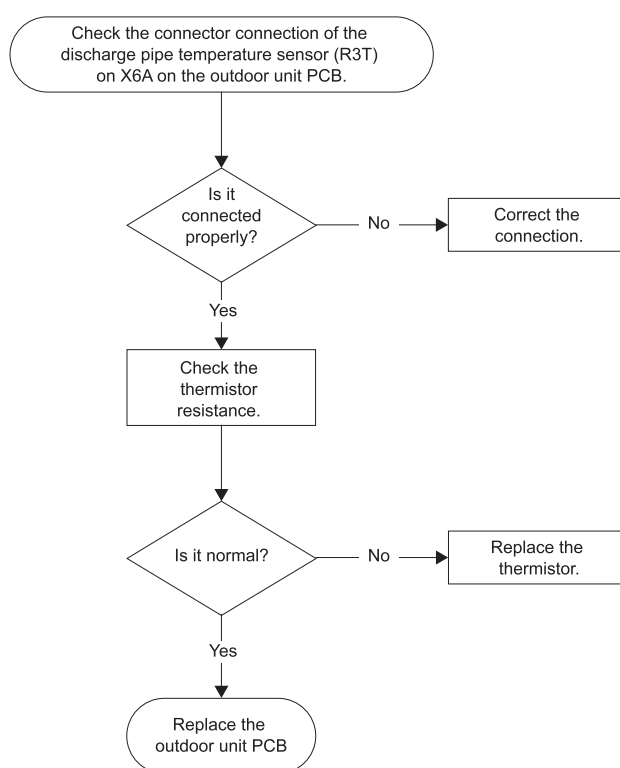 Check the connector connection of the
discharge pipe temperature sensor (R3T)
on X6A on the outdoor unit PCB.
Is it
connected
properly?
No
Correct the
connection.
Yes
Check the
thermistor
resistance.
Is it normal?
No
Replace the
thermistor.
Yes
Replace the
outdoor unit PCB